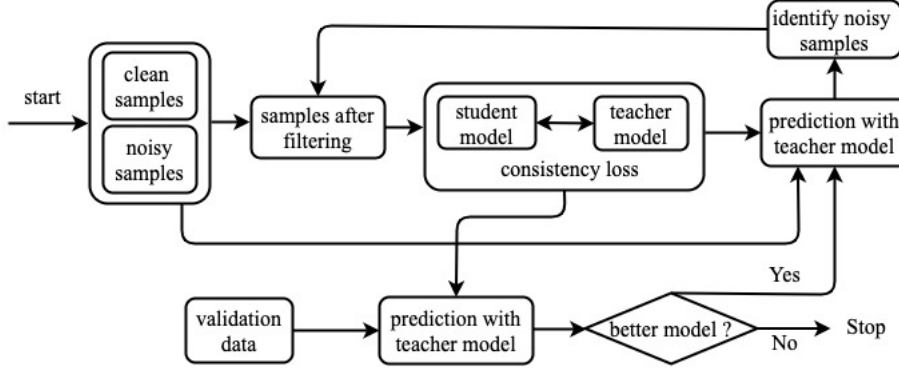 identify noisy
samples
start
clean
samples
noisy
samples
samples after
filtering
student
model
teacher
model
consistency loss
prediction with
teacher model
Yes
validation
data
prediction with
teacher model
better model ?
No
Stop